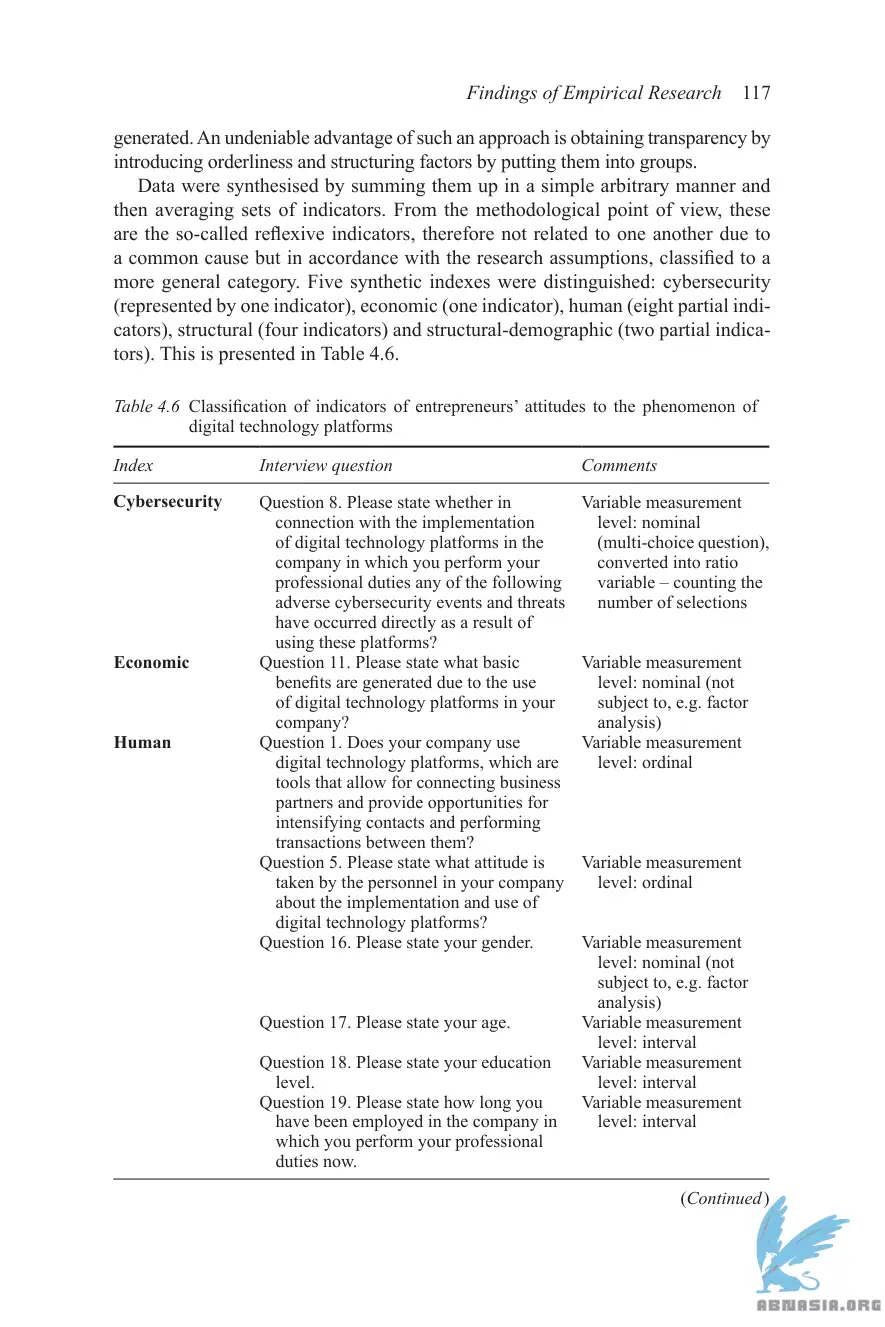 Findings of Empirical Research 117
generated. An undeniable advantage of such an approach is obtaining transparency by
introducing orderliness and structuring factors by putting them into groups.
Data were synthesised by summing them up in a simple arbitrary manner and
then averaging sets of indicators. From the methodological point of view, these
are the so-called reflexive indicators, therefore not related to one another due to
a common cause but in accordance with the research assumptions, classified to a
more general category. Five synthetic indexes were distinguished: cybersecurity
(represented by one indicator), economic (one indicator), human (eight partial indi-
cators), structural (four indicators) and structural-demographic (two partial indica-
tors). This is presented in Table 4.6.
Table 4.6 Classification of indicators of entrepreneurs’ attitudes to the phenomenon of
digital technology platforms
Index Interview question Comments
Cybersecurity Question 8. Please state whether in Variable measurement
connection with the implementation level: nominal
of digital technology platforms in the (multi-choice question),
company in which you perform your converted into ratio
professional duties any of the following variable – counting the
adverse cybersecurity events and threats number of selections
have occurred directly as a result of
using these platforms?
Economic Question 11. Please state what basic Variable measurement
benefits are generated due to the use level: nominal (not
of digital technology platforms in your subject to, e.g. factor
company? analysis)
Human Question 1. Does your company use Variable measurement
digital technology platforms, which are level: ordinal
tools that allow for connecting business
partners and provide opportunities for
intensifying contacts and performing
transactions between them?
Question 5. Please state what attitude is Variable measurement
taken by the personnel in your company level: ordinal
about the implementation and use of
digital technology platforms?
Question 16. Please state your gender. Variable measurement
level: nominal (not
subject to, e.g. factor
analysis)
Question 17. Please state your age. Variable measurement
level: interval
Question 18. Please state your education Variable measurement
level. level: interval
Question 19. Please state how long you Variable measurement
have been employed in the company in level: interval
which you perform your professional
duties now.
(Continued)
ABNASIA.ORG